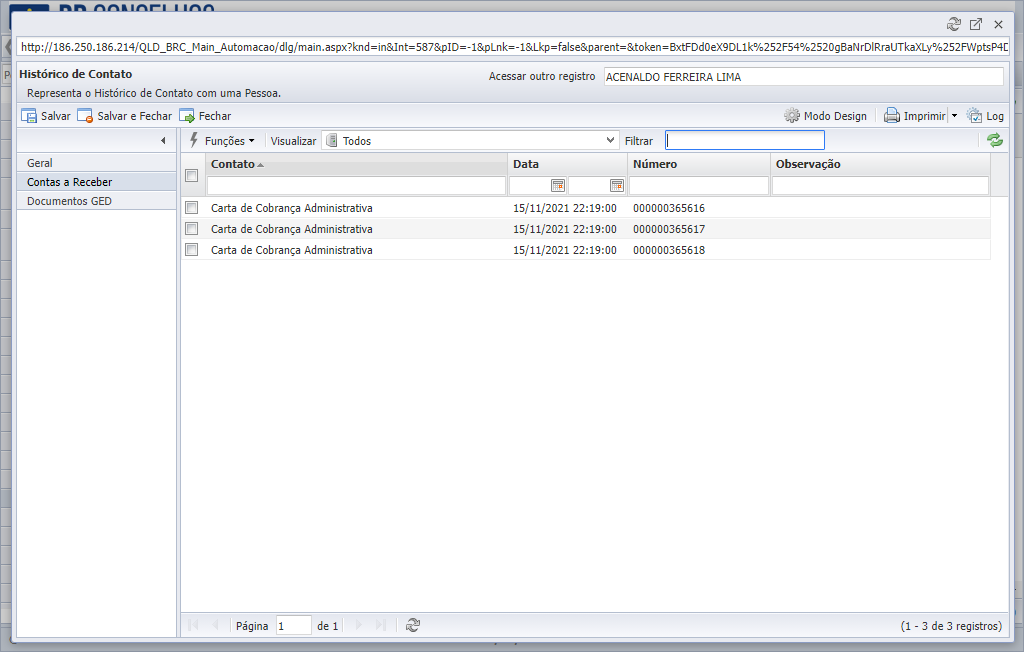 BR CONSELHOS
http://186.250.186.214/QLD_BRC_Main_Automacao/dlg/main.aspx?knd=in&Int=587&pID=-1&pLnk=-1&Lkp=false&parent=&token=BxtFDd0eX9DL1k%252F54%2520gBaNrDlRraUTkaXLy%252FWptsP4D
Histórico de Contato
Acessar outro registro ACENALDO FERREIRA LIMA
Representa o Histórico de Contato com uma Pessoa.
Salvar Salvar e Fechar Fechar Modo Design Imprimir Log
Funções Visualizar Todos Filtrar
Geral
Contas a Receber
Documentos GED
Contato Data Número Observação
Carta de Cobrança Administrativa 15/11/2021 22:19:00 000000365616
Carta de Cobrança Administrativa 15/11/2021 22:19:00 000000365617
Carta de Cobrança Administrativa 15/11/2021 22:19:00 000000365618
Página 1 de 1 (1 - 3 de 3 registros)